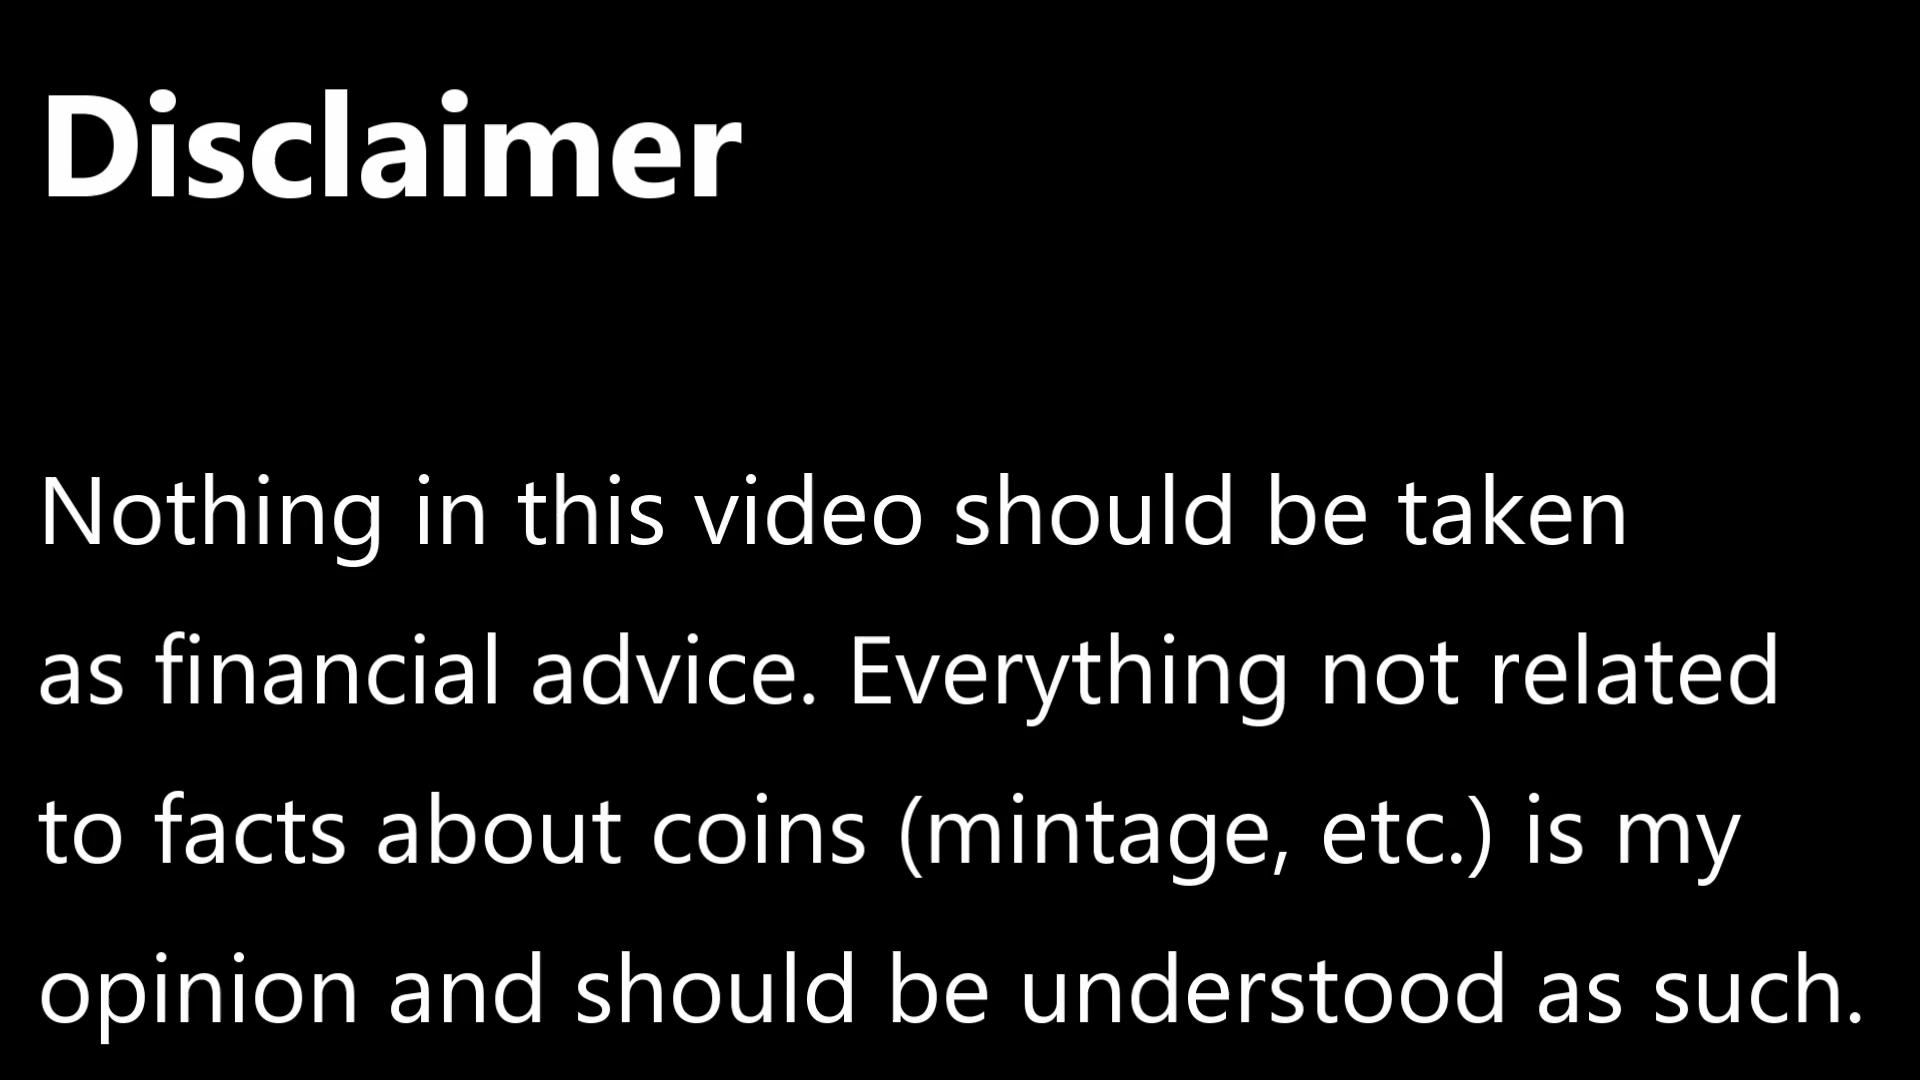 Disclaimer
Nothing in this video should be taken
as financial advice. Everything not related
to facts about coins (mintage, etc.) is my
opinion and should be understood as such.